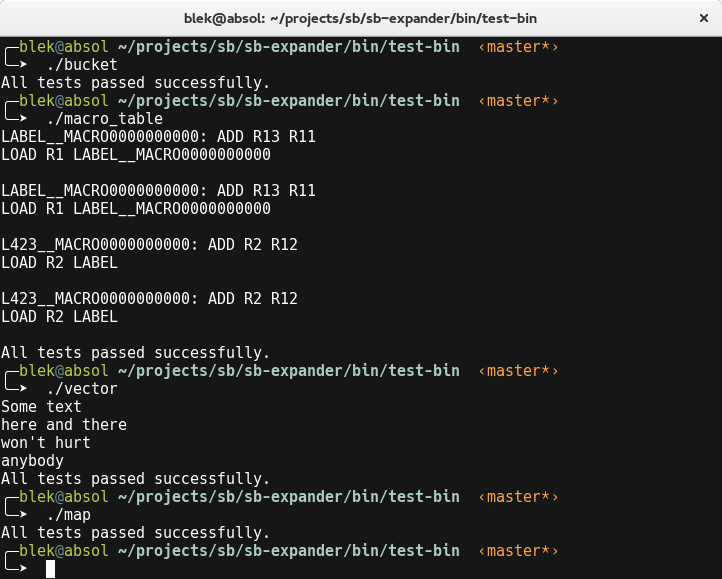 blek@absol: ~/projects/sb/sb-expander/bin/test-bin
╭─blek@absol ~/projects/sb/sb-expander/bin/test-bin ‹master*›
╰─➤ ./bucket
All tests passed successfully.
╭─blek@absol ~/projects/sb/sb-expander/bin/test-bin ‹master*›
╰─➤ ./macro_table
LABEL__MACRO0000000000: ADD R13 R11
LOAD R1 LABEL__MACRO0000000000

LABEL__MACRO0000000000: ADD R13 R11
LOAD R1 LABEL__MACRO0000000000

L423__MACRO0000000000: ADD R2 R12
LOAD R2 LABEL

L423__MACRO0000000000: ADD R2 R12
LOAD R2 LABEL

All tests passed successfully.
╭─blek@absol ~/projects/sb/sb-expander/bin/test-bin ‹master*›
╰─➤ ./vector
Some text
here and there
won't hurt
anybody
All tests passed successfully.
╭─blek@absol ~/projects/sb/sb-expander/bin/test-bin ‹master*›
╰─➤ ./map
All tests passed successfully.
╭─blek@absol ~/projects/sb/sb-expander/bin/test-bin ‹master*›
╰─➤